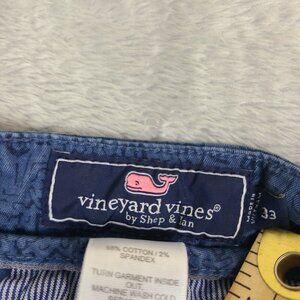 vineyard vines®
by Shep & Ian
33
98% COTTON / 2%
SPANDEX
TURN GARMENT INSIDE
OUT.
MACHINE WASH COLD